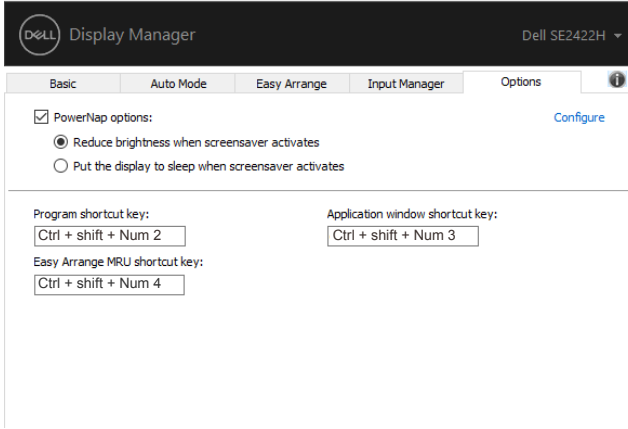 DELL Display Manager Dell SE2422H
Basic Auto Mode Easy Arrange Input Manager Options i
PowerNap options: Configure
Reduce brightness when screensaver activates
Put the display to sleep when screensaver activates
Program shortcut key: Application window shortcut key:
Ctrl + shift + Num 2 Ctrl + shift + Num 3
Easy Arrange MRU shortcut key:
Ctrl + shift + Num 4